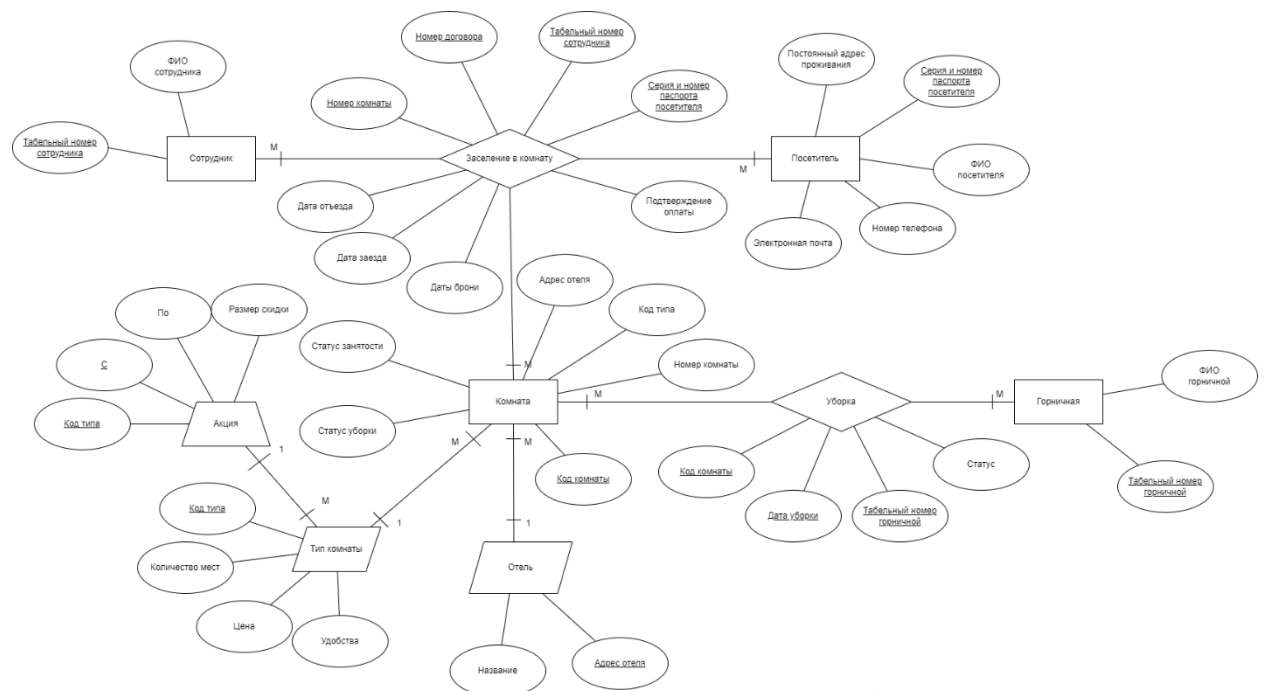 Номер договора
Табельный номер
сотрудника
ФИО
сотрудника
Постоянный адрес
проживания
Серия и номер
паспорта
посетителя
Номер комнаты
Серия и номер
паспорта
посетителя
Табельный номер
сотрудника
Сотрудник
М
Заселение в комнату
М
Посетитель
ФИО
посетителя
Дата отъезда
Подтверждение
оплаты
Номер телефона
Электронная почта
Дата заезда
Даты брони
Адрес отеля
Код типа
По
Размер скидки
Статус занятости
Номер комнаты
С
М
ФИО
горничной
Код типа
Акция
Комната
М
Уборка
М
Горничная
Статус уборки
1
М
М
Код комнаты
Код комнаты
Статус
Табельный номер
горничной
М
Код типа
Дата уборки
Табельный номер
горничной
1
1
Тип комнаты
Количество мест
Отель
Цена
Удобства
Название
Адрес отеля